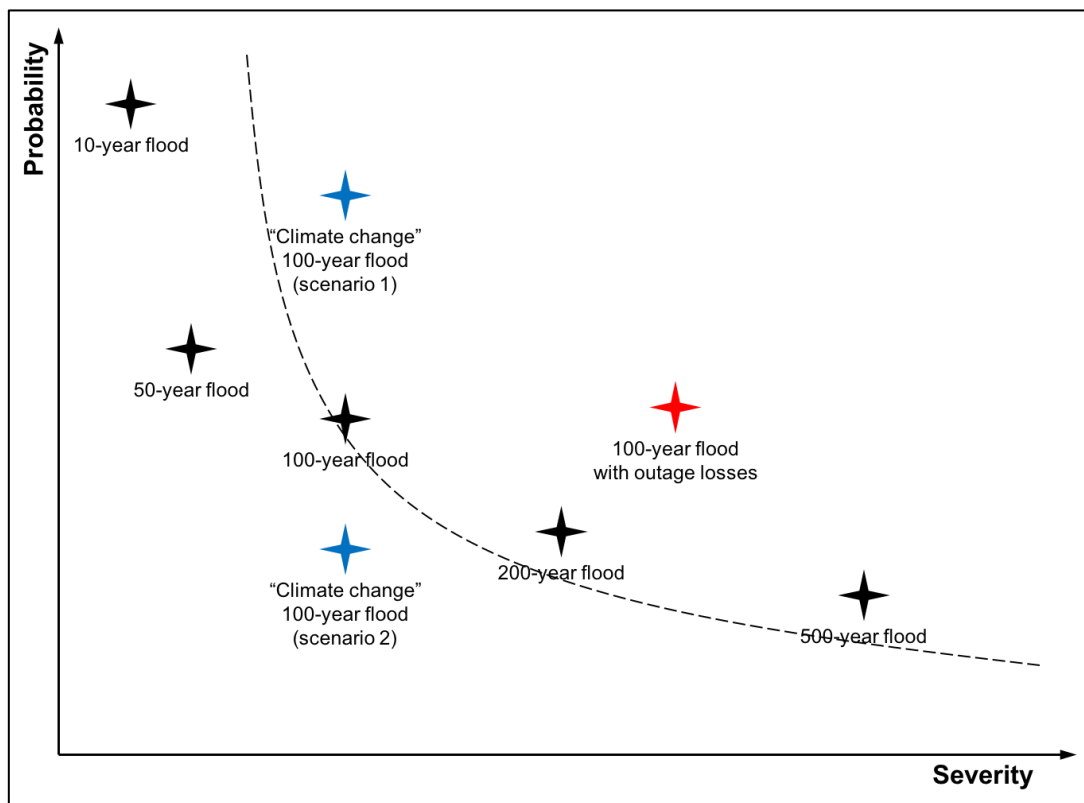 Probability
10-year flood
“Climate change”
100-year flood
(scenario 1)
50-year flood
100-year flood
100-year flood
with outage losses
200-year flood
“Climate change”
100-year flood
(scenario 2)
500-year flood
Severity